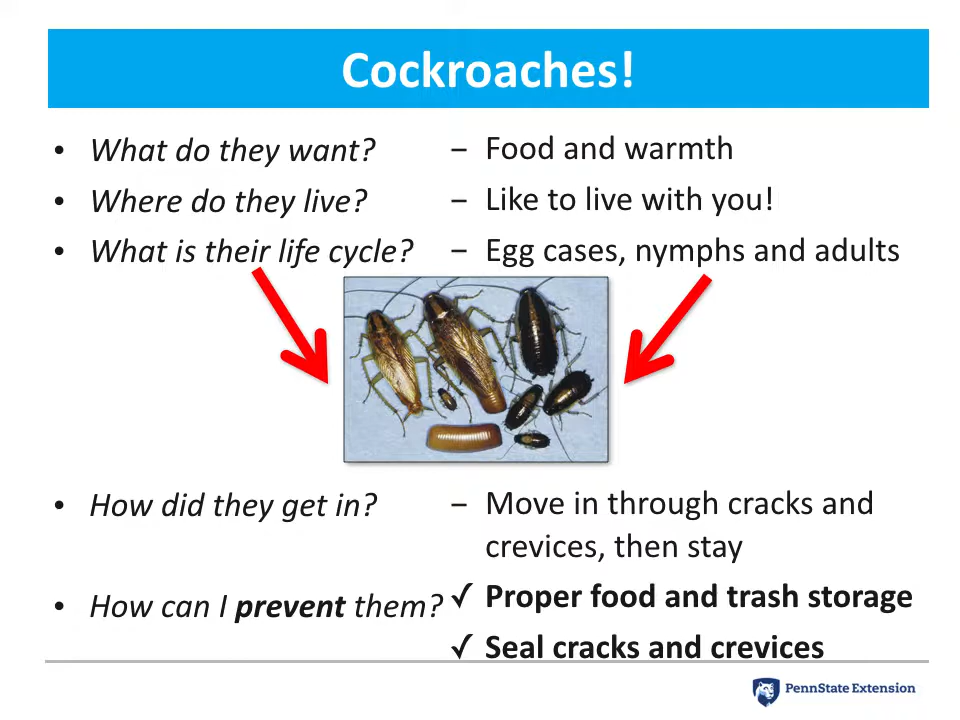 Cockroaches!
• What do they want?
– Food and warmth
• Where do they live?
– Like to live with you!
• What is their life cycle?
– Egg cases, nymphs and adults
• How did they get in?
– Move in through cracks and
crevices, then stay
• How can I prevent them?
✓ Proper food and trash storage
✓ Seal cracks and crevices
PennState Extension